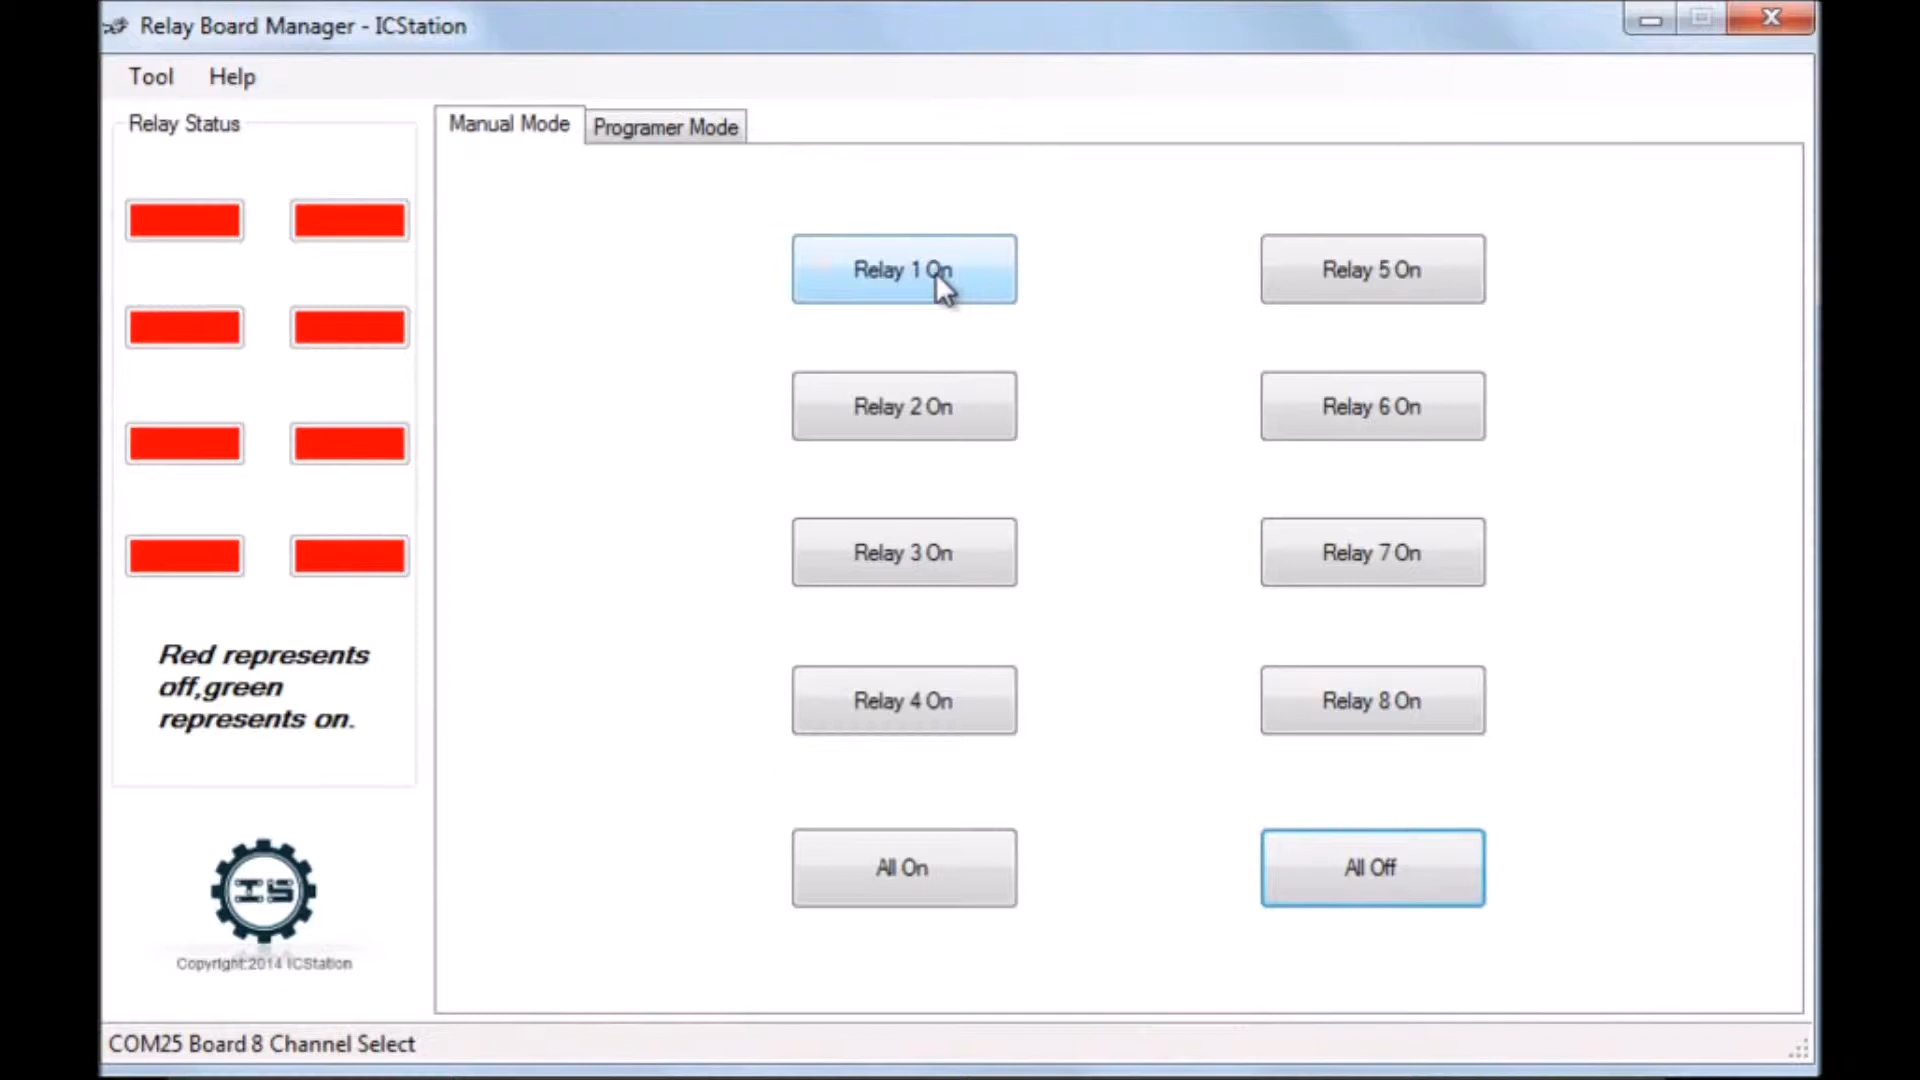 Relay Board Manager - ICStation
Tool Help
Relay Status
Manual Mode Programer Mode
Relay 1 On Relay 5 On
Relay 2 On Relay 6 On
Relay 3 On Relay 7 On
Relay 4 On Relay 8 On
All On All Off
Red represents
off,green
represents on.
IS
Copyright:2014 ICStation
COM25 Board 8 Channel Select